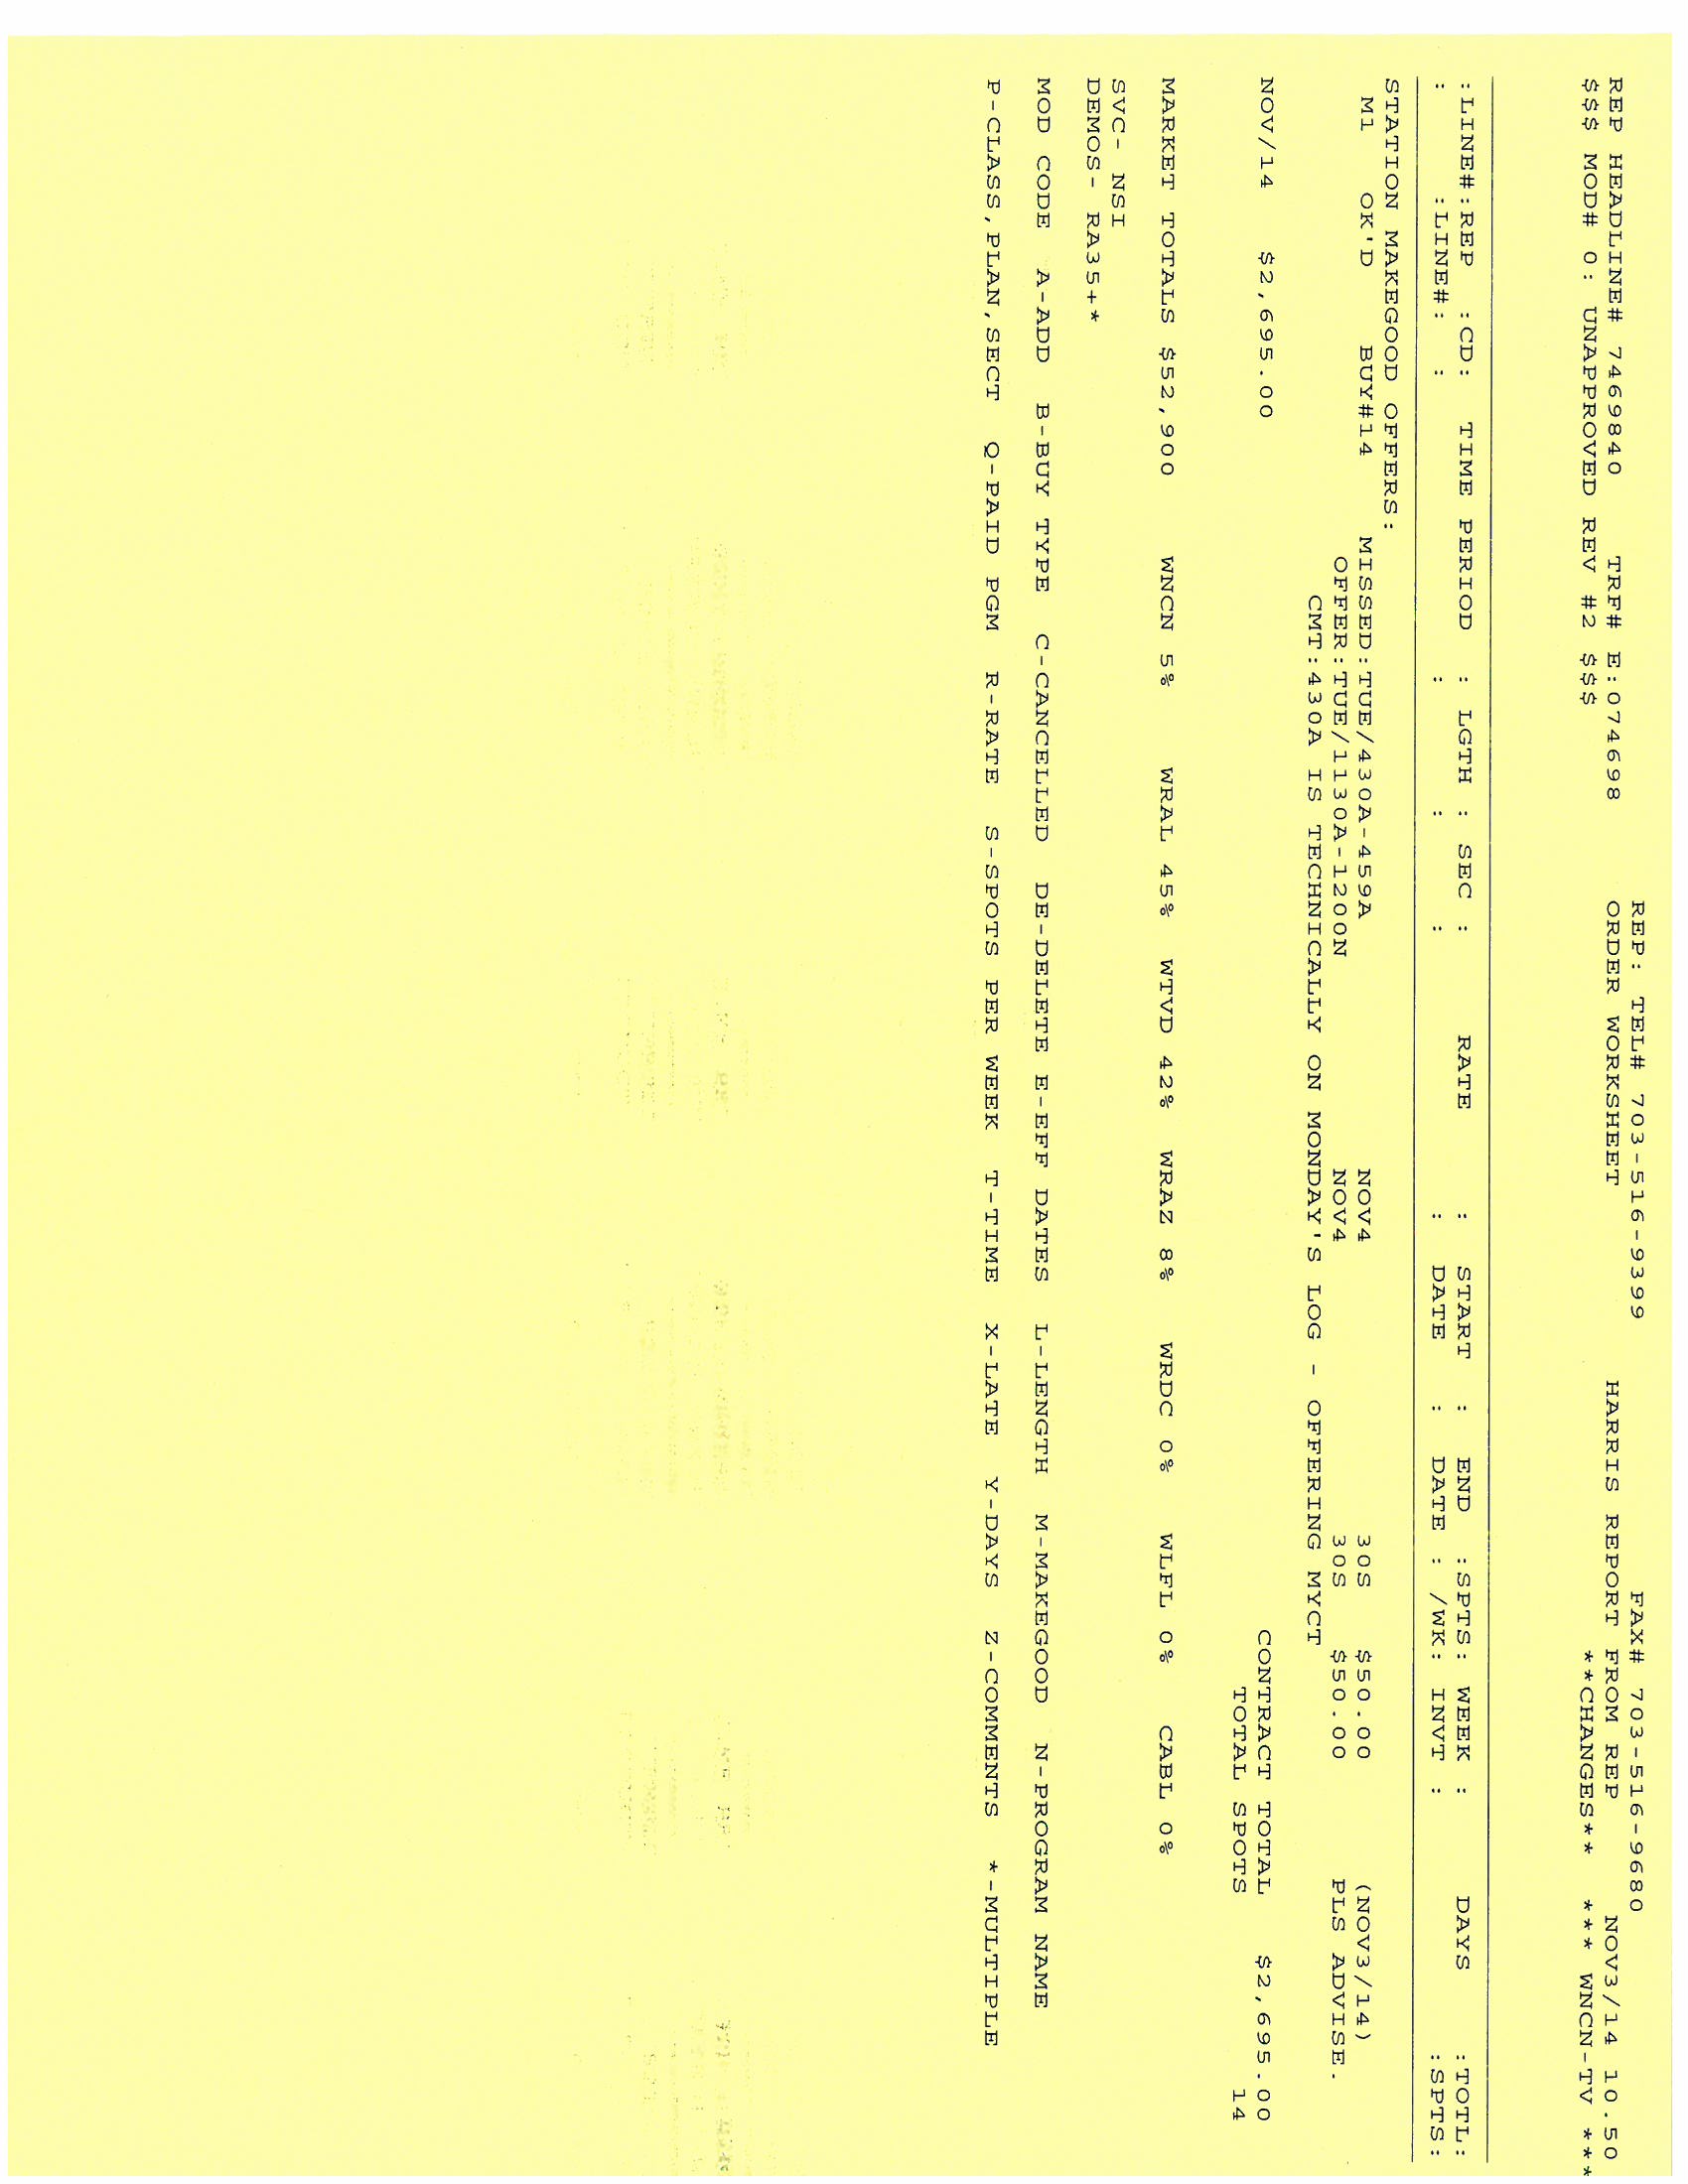 REP: TEL# 703-516-9399 FAX# 703-516-9680
REP HEADLINE# 7469840 TRF# E:074698 ORDER WORKSHEET HARRIS REPORT FROM REP NOV3/14 10.50
$$$ MOD# 0: UNAPPROVED REV #2 $$$ **CHANGES** *** WNCN-TV ***
:LINE#:REP :CD: TIME PERIOD : LGTH : SEC : RATE : START : END :SPTS: WEEK : DAYS :TOTL:
: :LINE#: : : : : : DATE : DATE : /WK: INVT : :SPTS:
STATION MAKEGOOD OFFERS:
M1 OK'D BUY#14 MISSED:TUE/430A-459A NOV4 30S $50.00 (NOV3/14)
OFFER:TUE/1130A-1200N NOV4 30S $50.00 PLS ADVISE.
CMT:430A IS TECHNICALLY ON MONDAY'S LOG - OFFERING MYCT
NOV/14 $2,695.00 CONTRACT TOTAL $2,695.00
TOTAL SPOTS 14
MARKET TOTALS $52,900 WNCN 5% WRAL 45% WTVD 42% WRAZ 8% WRDC 0% WLFL 0% CABL 0%
SVC- NSI
DEMOS- RA35+*
MOD CODE A-ADD B-BUY TYPE C-CANCELLED DE-DELETE E-EFF DATES L-LENGTH M-MAKEGOOD N-PROGRAM NAME
P-CLASS,PLAN,SECT Q-PAID PGM R-RATE S-SPOTS PER WEEK T-TIME X-LATE Y-DAYS Z-COMMENTS *-MULTIPLE